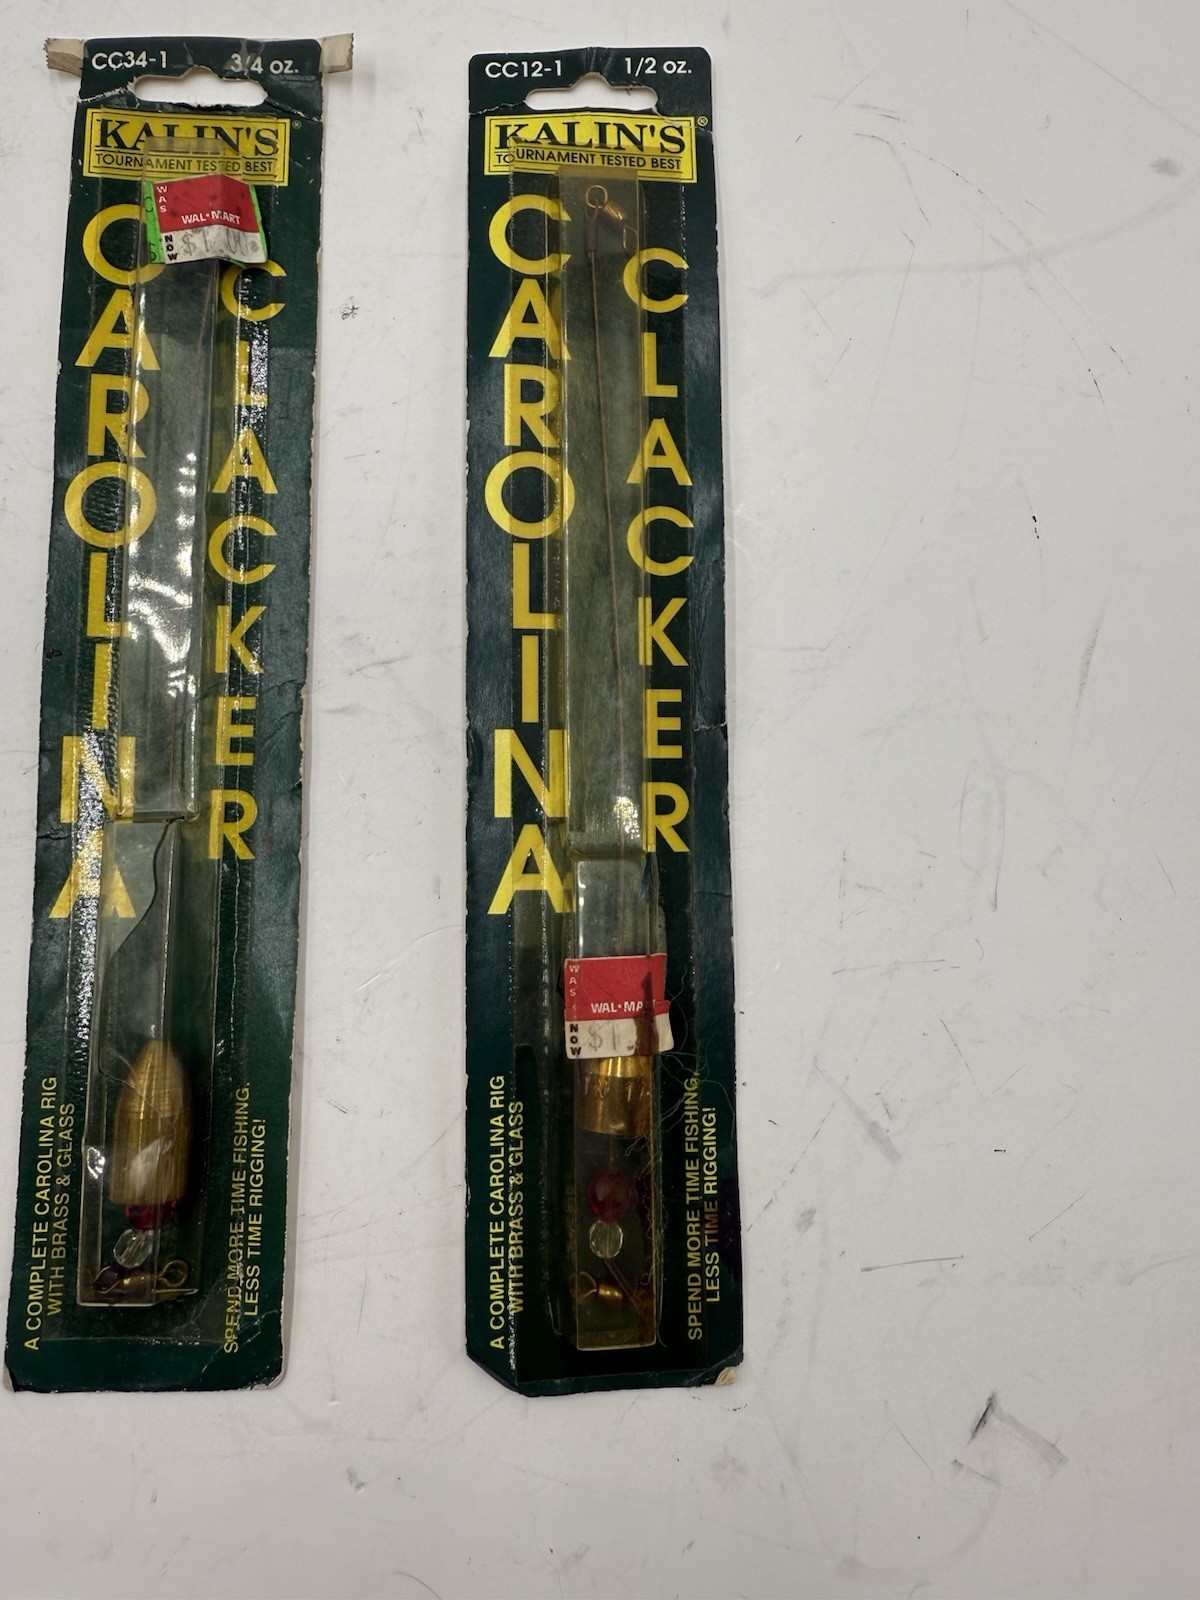 CC34-1 3/4 oz.
KALIN'S®
TOURNAMENT TESTED BEST
WAS
WAL•MART
NOW
CAROLINA
CLACKER
A COMPLETE CAROLINA RIG
WITH BRASS & GLASS
SPEND MORE TIME FISHING,
LESS TIME RIGGING!
CC12-1 1/2 oz.
KALIN'S®
TOURNAMENT TESTED BEST
CAROLINA
CLACKER
WAS
WAL•MART
NOW
A COMPLETE CAROLINA RIG
WITH BRASS & GLASS
SPEND MORE TIME FISHING,
LESS TIME RIGGING!